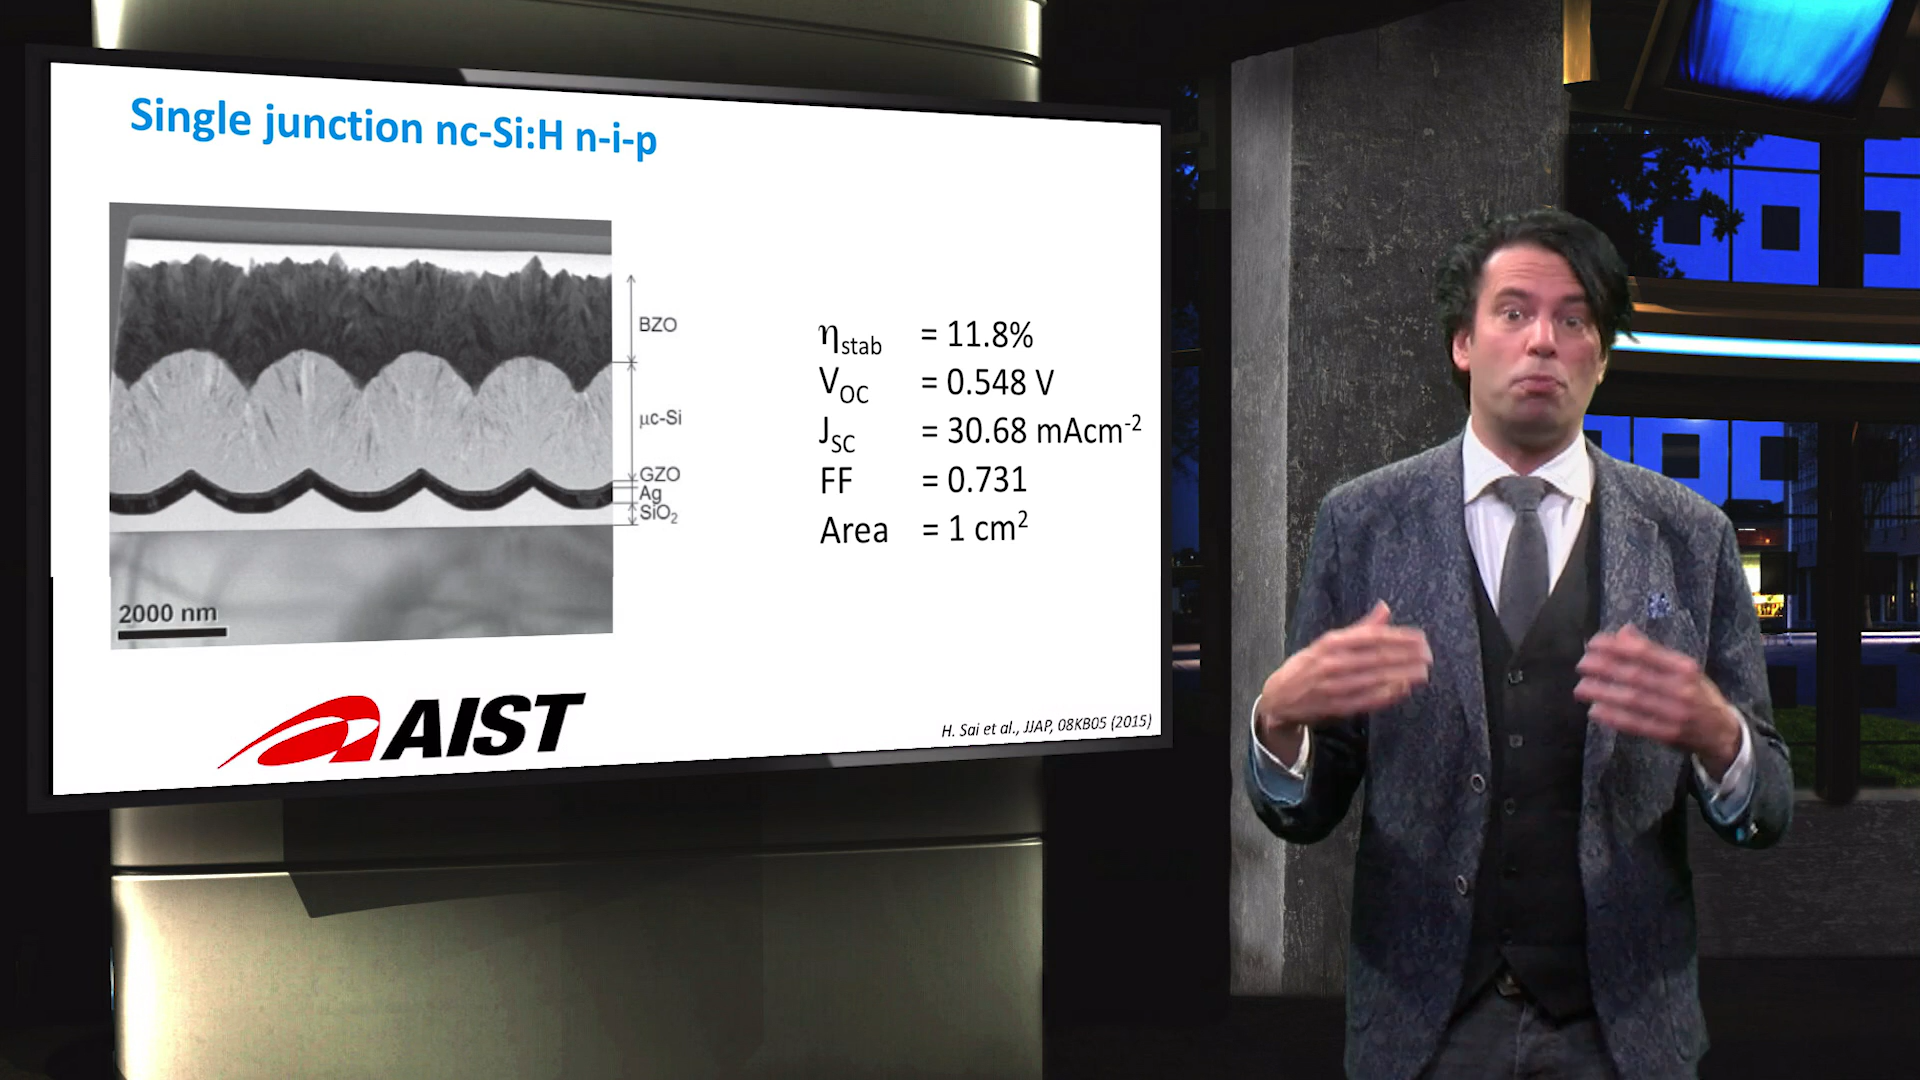 Single junction nc-Si:H n-i-p
BZO
μc-Si
GZO
Ag
SiO₂
2000 nm
ηstab = 11.8%
VOC = 0.548 V
JSC = 30.68 mAcm⁻²
FF = 0.731
Area = 1 cm²
AIST
H. Sai et al., JJAP, 08KB05 (2015)